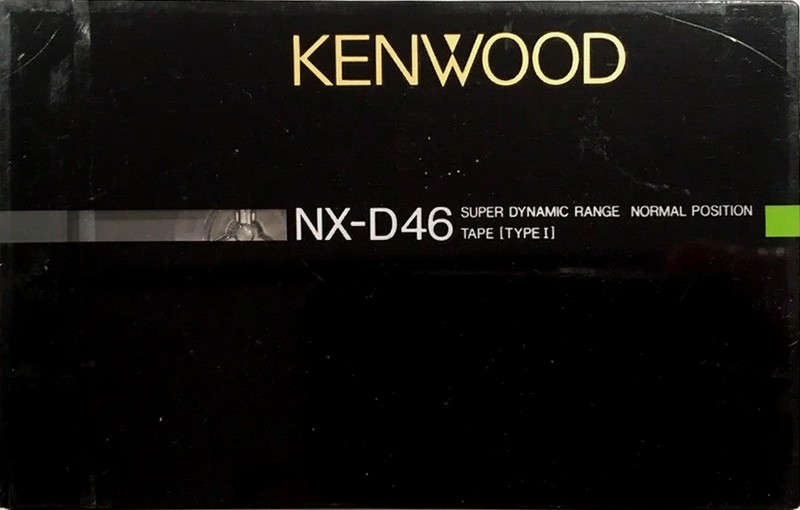 KENWOOD
NX-D46
SUPER DYNAMIC RANGE NORMAL POSITION
TAPE [TYPE I]